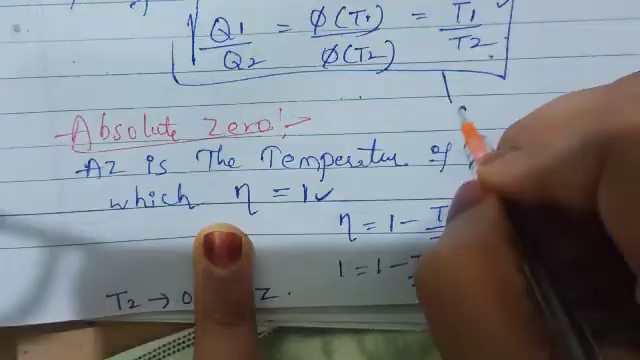 Q1/Q2 = ϕ(T1)/ϕ(T2) = T1/T2
Absolute Zero! →
AZ is The Temperatur of
which η = 1 ✓
η = 1 - T
1 = 1 -
T2 → 0 Z.